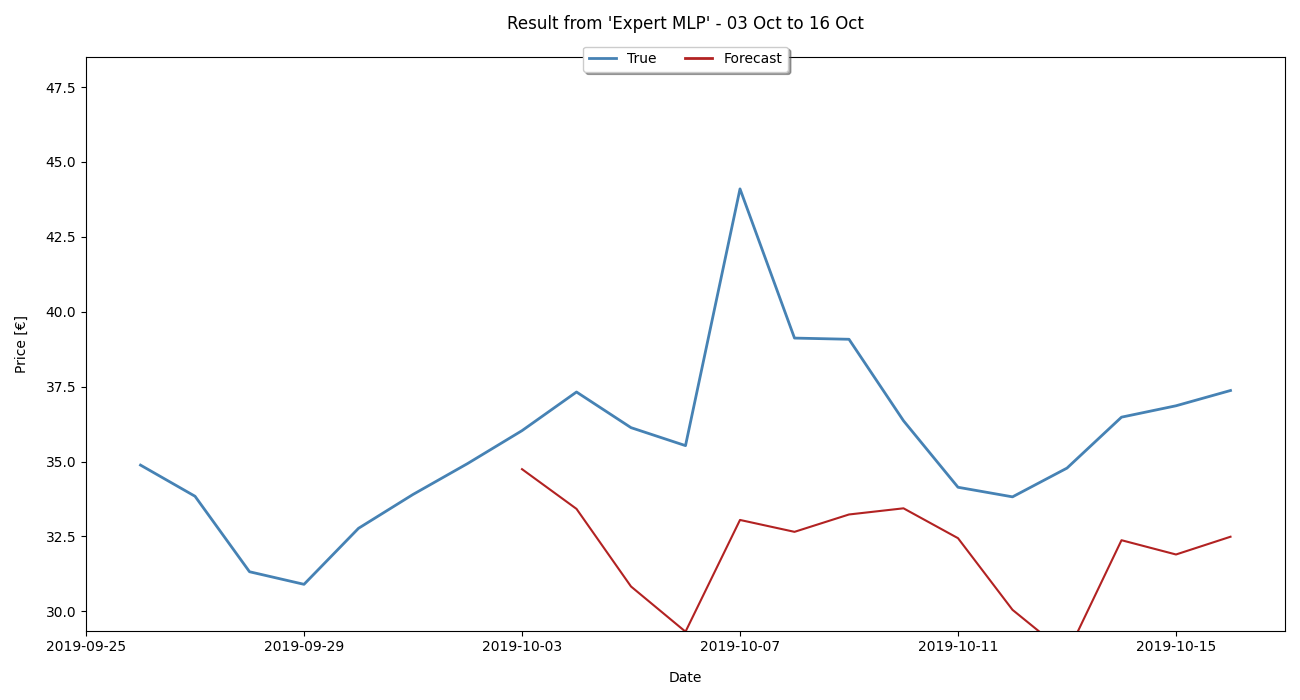 Result from 'Expert MLP' - 03 Oct to 16 Oct
True Forecast
47.5
45.0
42.5
40.0
37.5
35.0
32.5
30.0
Price [€]
2019-09-25 2019-09-29 2019-10-03 2019-10-07 2019-10-11 2019-10-15
Date